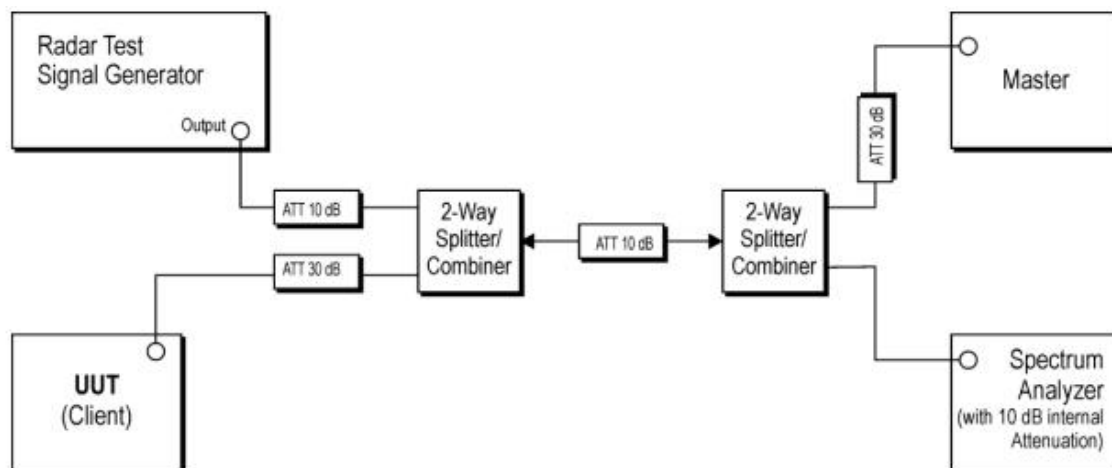 Radar Test
Signal Generator
Output
ATT 10 dB
ATT 30 dB
UUT
(Client)
2-Way
Splitter/
Combiner
ATT 10 dB
2-Way
Splitter/
Combiner
ATT 30 dB
Master
Spectrum
Analyzer
(with 10 dB internal
Attenuation)